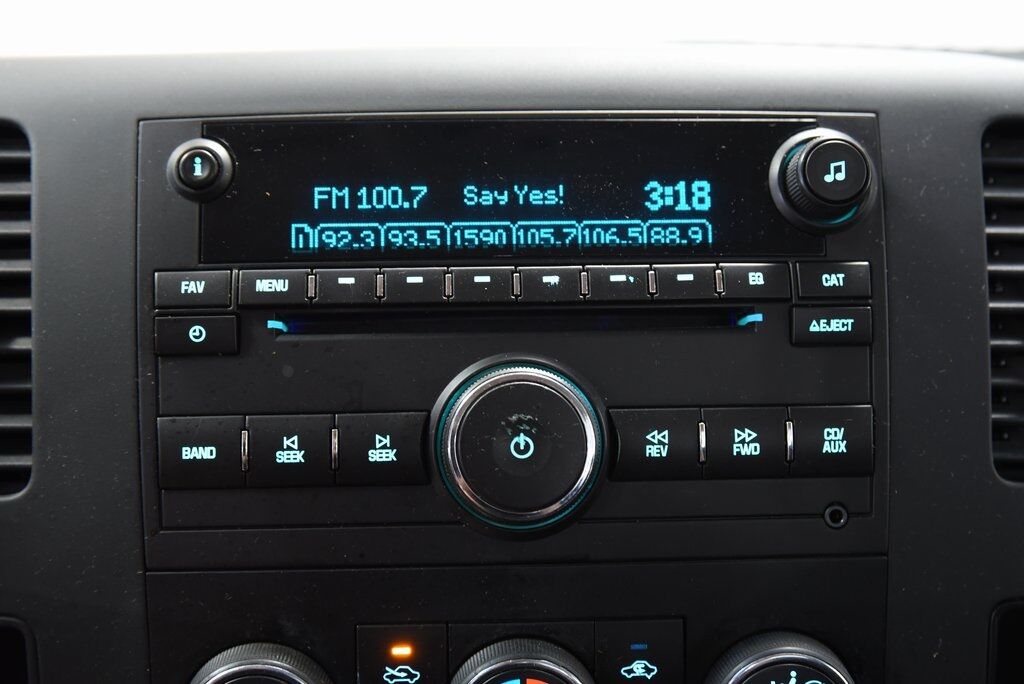 i
FM 100.7 Say Yes! 3:18
1 92.3 93.5 1590 105.7 106.5 88.9
FAV MENU EQ CAT
EJECT
BAND SEEK SEEK REV FWD CD/
AUX